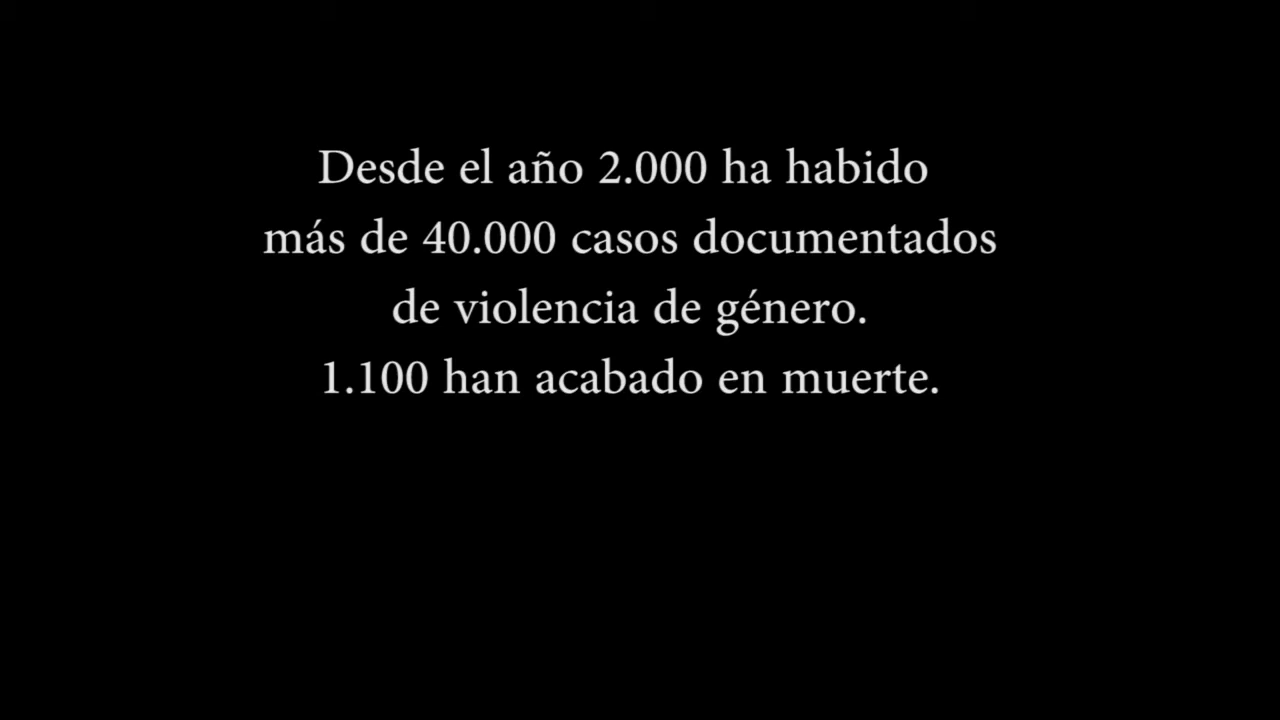 Desde el año 2.000 ha habido
más de 40.000 casos documentados
de violencia de género.
1.100 han acabado en muerte.